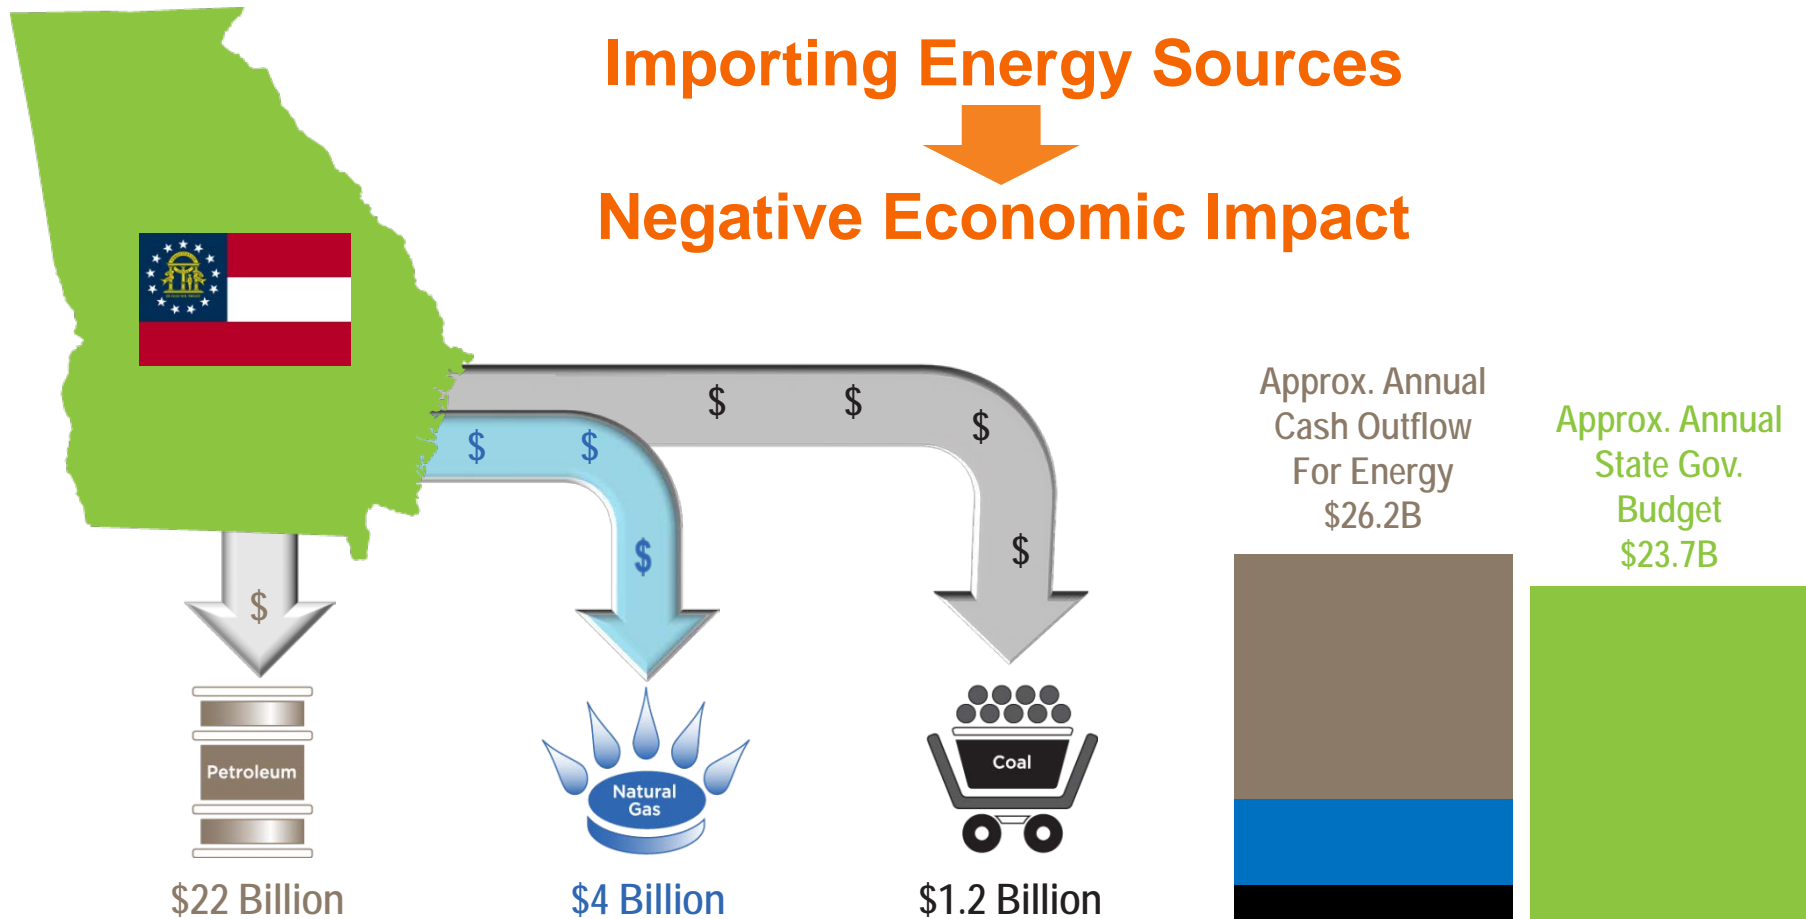 Importing Energy Sources
Negative Economic Impact
$ $ $
$ $
$
$
$
$
Approx. Annual
Cash Outflow
For Energy
$26.2B
Approx. Annual
State Gov.
Budget
$23.7B
Petroleum
Natural
Gas
Coal
$22 Billion
$4 Billion
$1.2 Billion